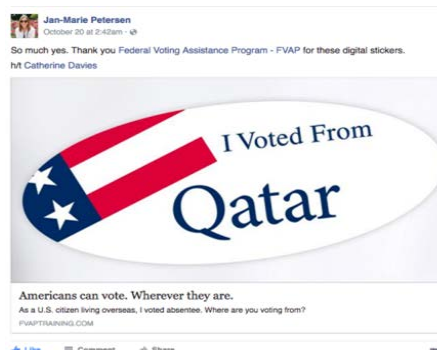 Jan-Marie Petersen
October 20 at 2:42am ·
So much yes. Thank you Federal Voting Assistance Program - FVAP for these digital stickers.
h/t Catherine Davies
I Voted From
Qatar
Americans can vote. Wherever they are.
As a U.S. citizen living overseas, I voted absentee. Where are you voting from?
FVAPTRAINING.COM
Like Comment Share